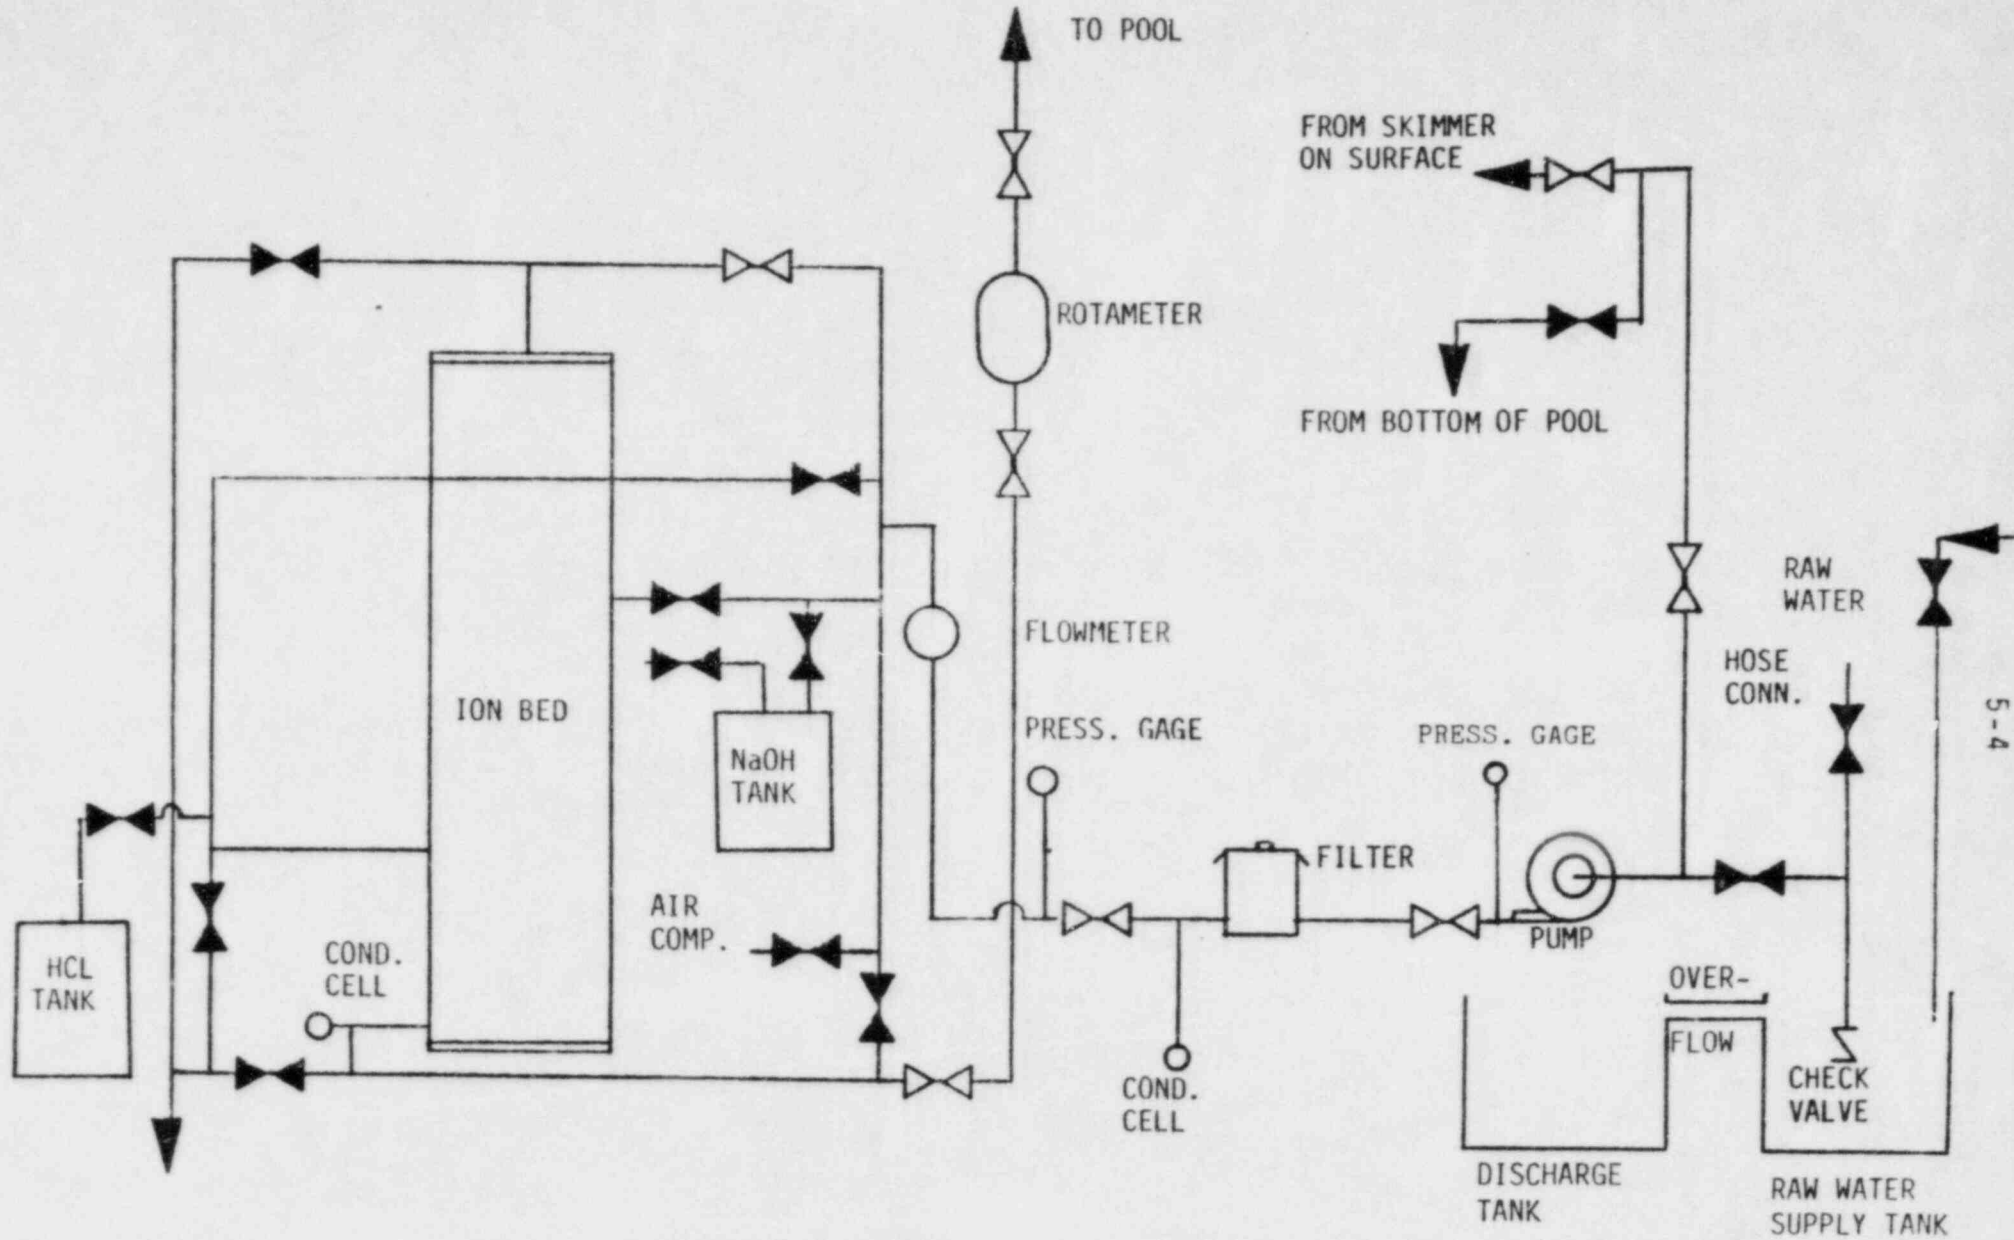 TO POOL
FROM SKIMMER
ON SURFACE
ROTAMETER
FROM BOTTOM OF POOL
RAW
WATER
FLOWMETER
HOSE
CONN.
ION BED
PRESS. GAGE
PRESS. GAGE
5-4
NaOH
TANK
FILTER
AIR
COMP.
PUMP
COND.
CELL
HCL
TANK
OVER-
FLOW
COND.
CELL
CHECK
VALVE
DISCHARGE
TANK
RAW WATER
SUPPLY TANK